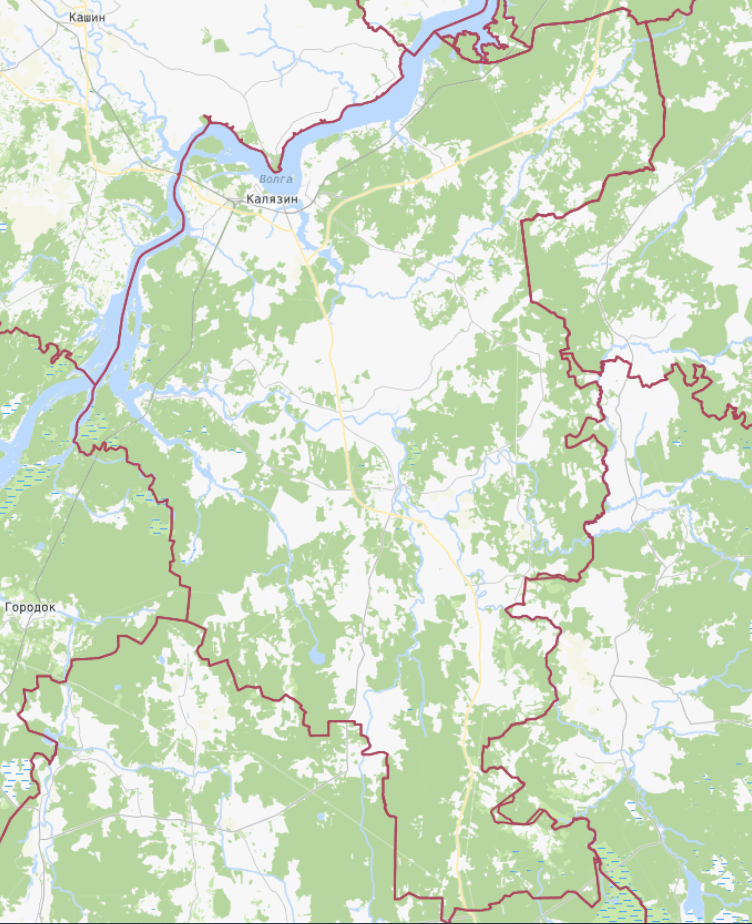 Кашин
Волга
Калязин
Городок